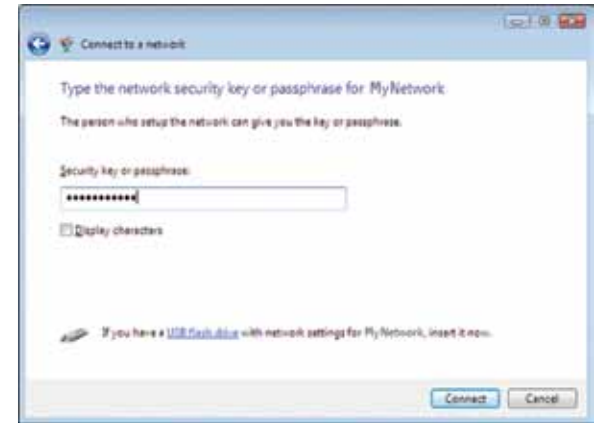 Connect to a network
Type the network security key or passphrase for MyNetwork
The person who setup the network can give you the key or passphrase.
Security key or passphrase:
•••••••••••
Display characters
If you have a USB flash drive with network settings for MyNetwork, insert it now.
Connect Cancel